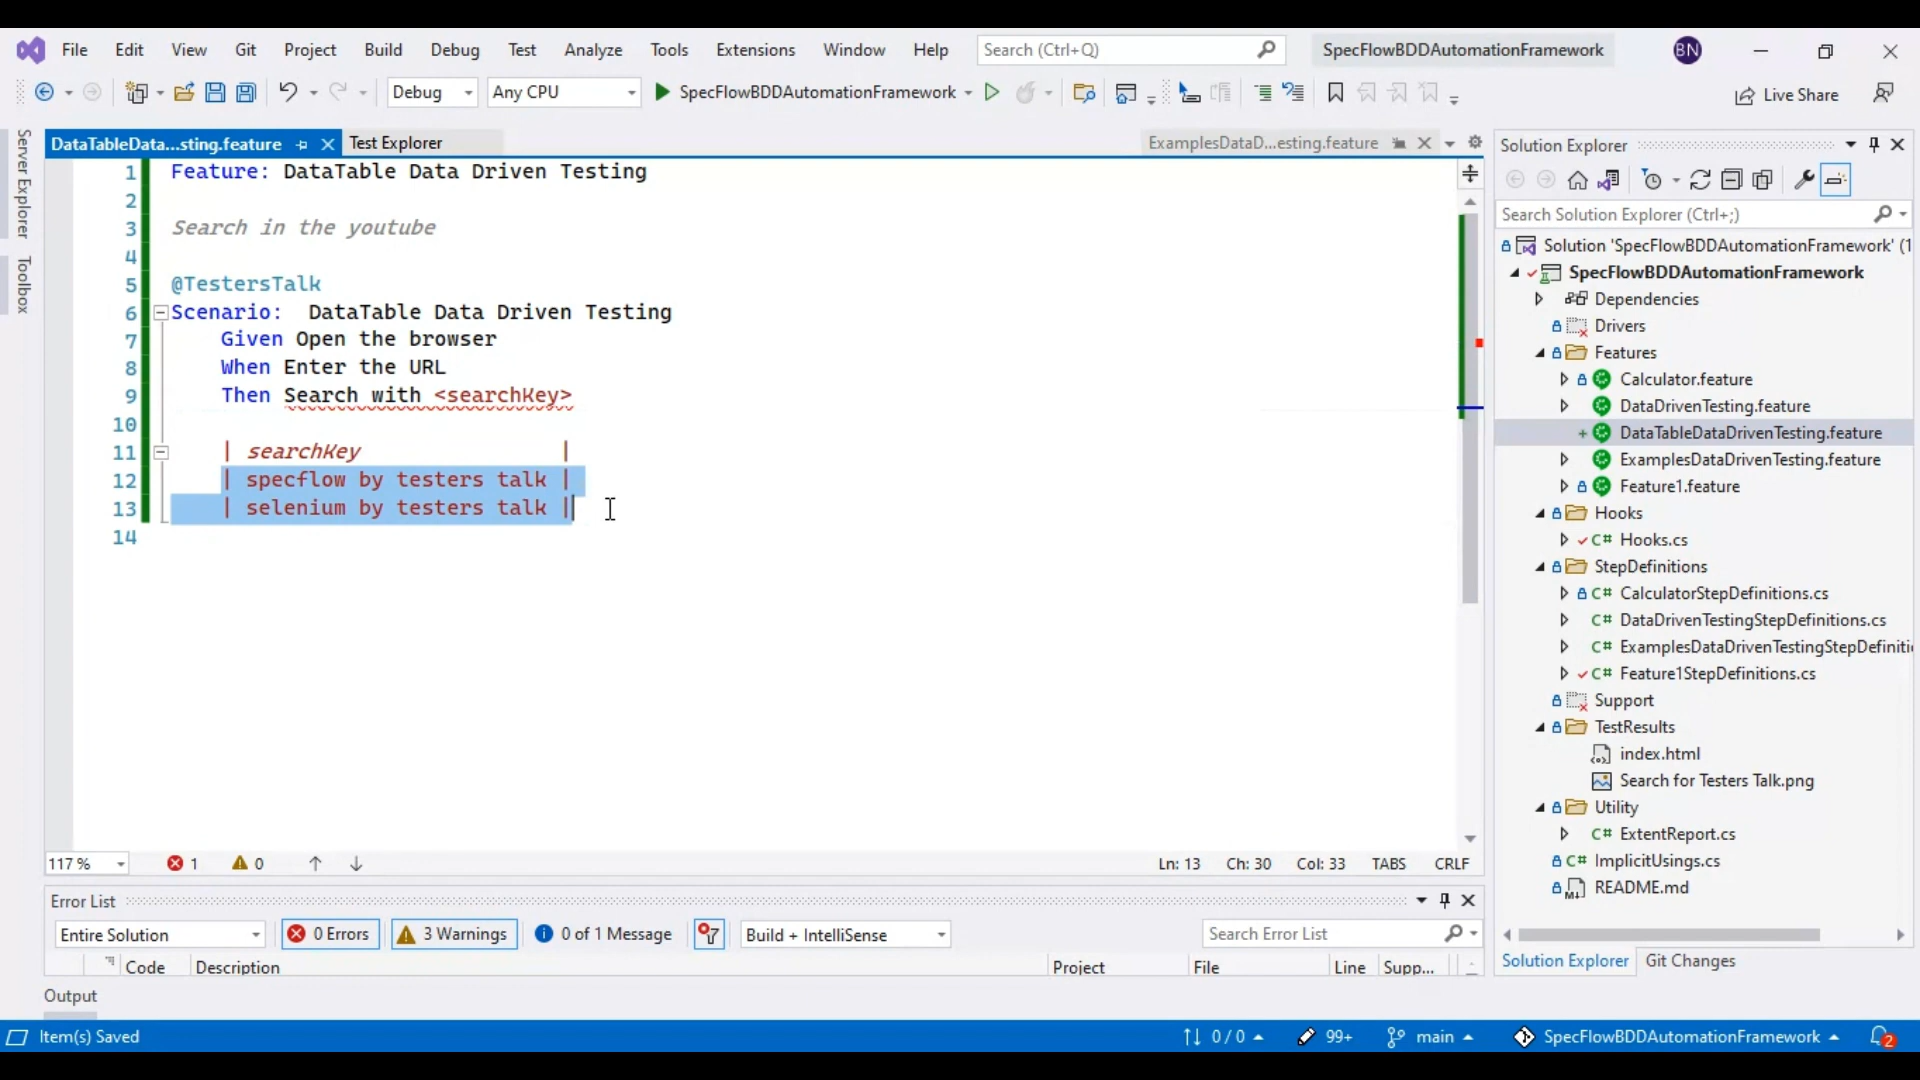 File Edit View Git Project Build Debug Test Analyze Tools Extensions Window Help Search (Ctrl+Q) SpecFlowBDDAutomationFramework BN
Debug Any CPU SpecFlowBDDAutomationFramework Live Share
Server Explorer
Toolbox
DataTableData...sting.feature Test Explorer ExamplesDataD...esting.feature
1 Feature: DataTable Data Driven Testing
2
3 Search in the youtube
4
5 @TestersTalk
6 Scenario: DataTable Data Driven Testing
7 Given Open the browser
8 When Enter the URL
9 Then Search with <searchKey>
10
11 | searchKey |
12 | specflow by testers talk |
13 | selenium by testers talk |
14
117 % 1 0 Ln: 13 Ch: 30 Col: 33 TABS CRLF
Error List
Entire Solution 0 Errors 3 Warnings 0 of 1 Message Build + IntelliSense Search Error List
Code Description Project File Line Supp...
Output
Solution Explorer
Search Solution Explorer (Ctrl+;)
Solution 'SpecFlowBDDAutomationFramework' (1
SpecFlowBDDAutomationFramework
Dependencies
Drivers
Features
Calculator.feature
DataDrivenTesting.feature
DataTableDataDrivenTesting.feature
ExamplesDataDrivenTesting.feature
Feature1.feature
Hooks
C# Hooks.cs
StepDefinitions
C# CalculatorStepDefinitions.cs
C# DataDrivenTestingStepDefinitions.cs
C# ExamplesDataDrivenTestingStepDefiniti
C# Feature1StepDefinitions.cs
Support
TestResults
index.html
Search for Testers Talk.png
Utility
C# ExtentReport.cs
C# ImplicitUsings.cs
README.md
Solution Explorer Git Changes
Item(s) Saved 0 / 0 99+ main SpecFlowBDDAutomationFramework 2